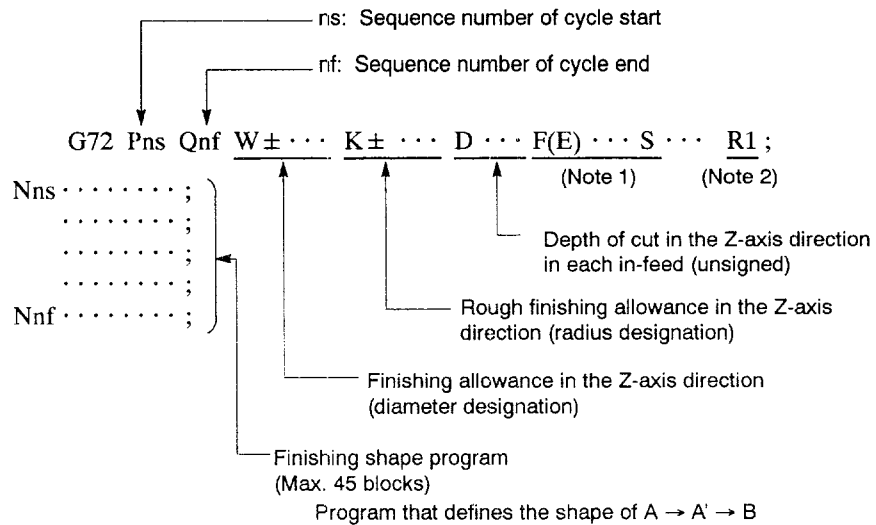 ns: Sequence number of cycle start
nf: Sequence number of cycle end
G72 Pns Qnf W ± ··· K ± ··· D ··· F(E) ··· S ··· R1 ;
(Note 1) (Note 2)
Nns ········ ;
········ ;
········ ;
········ ;
Nnf ········ ;
Depth of cut in the Z-axis direction
in each in-feed (unsigned)
Rough finishing allowance in the Z-axis
direction (radius designation)
Finishing allowance in the Z-axis direction
(diameter designation)
Finishing shape program
(Max. 45 blocks)
Program that defines the shape of A → A' → B